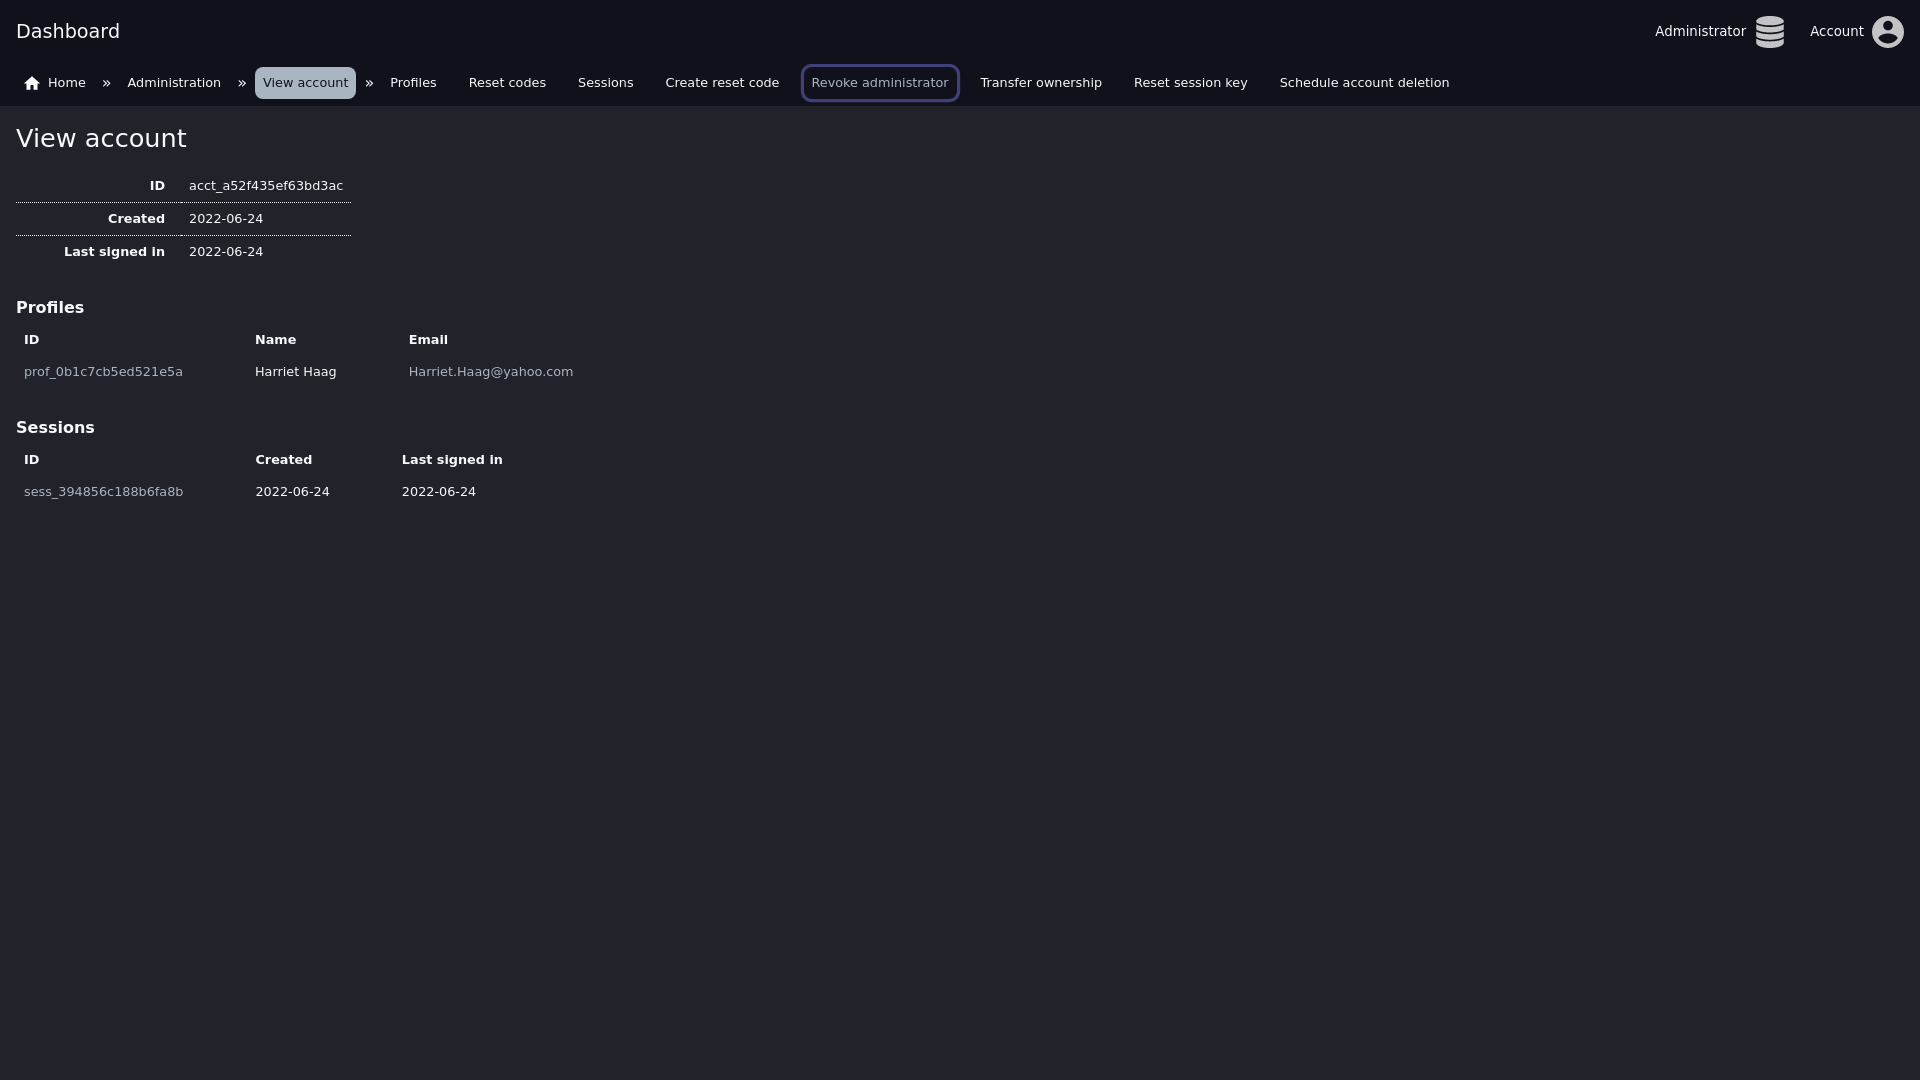 Dashboard
Administrator
Account
Home » Administration » View account » Profiles Reset codes Sessions Create reset code Revoke administrator Transfer ownership Reset session key Schedule account deletion
View account
ID acct_a52f435ef63bd3ac
Created 2022-06-24
Last signed in 2022-06-24
Profiles
ID Name Email
prof_0b1c7cb5ed521e5a Harriet Haag Harriet.Haag@yahoo.com
Sessions
ID Created Last signed in
sess_394856c188b6fa8b 2022-06-24 2022-06-24